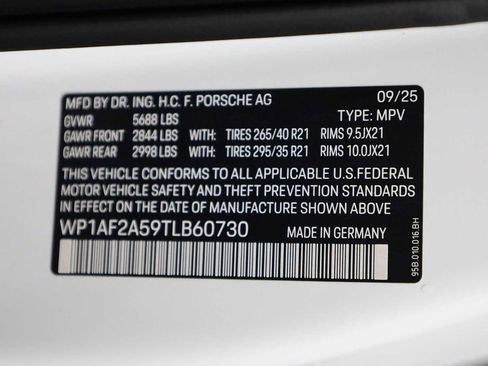 MFD BY DR. ING. H.C. F. PORSCHE AG 09/25
GVWR 5688 LBS TYPE: MPV
GAWR FRONT 2844 LBS WITH: TIRES 265/40 R21 RIMS 9.5JX21
GAWR REAR 2998 LBS WITH: TIRES 295/35 R21 RIMS 10.0JX21
THIS VEHICLE CONFORMS TO ALL APPLICABLE U.S.FEDERAL
MOTOR VEHICLE SAFETY AND THEFT PREVENTION STANDARDS
IN EFFECT ON THE DATE OF MANUFACTURE SHOWN ABOVE
WP1AF2A59TLB60730 MADE IN GERMANY
95B.010.016.BH